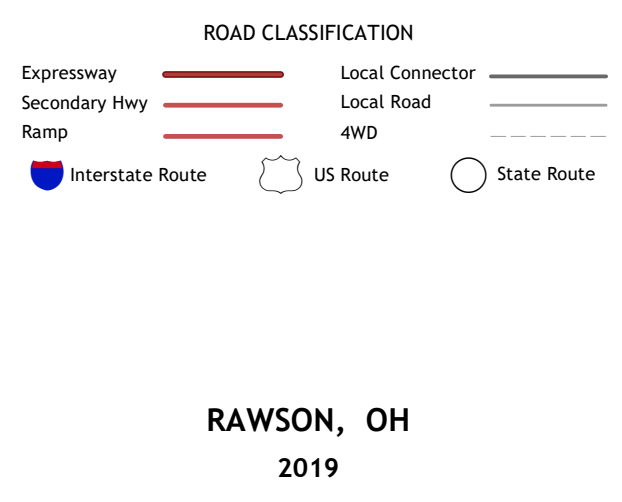 ROAD CLASSIFICATION
Expressway
Local Connector
Secondary Hwy
Local Road
Ramp
4WD
Interstate Route
US Route
State Route
RAWSON, OH
2019